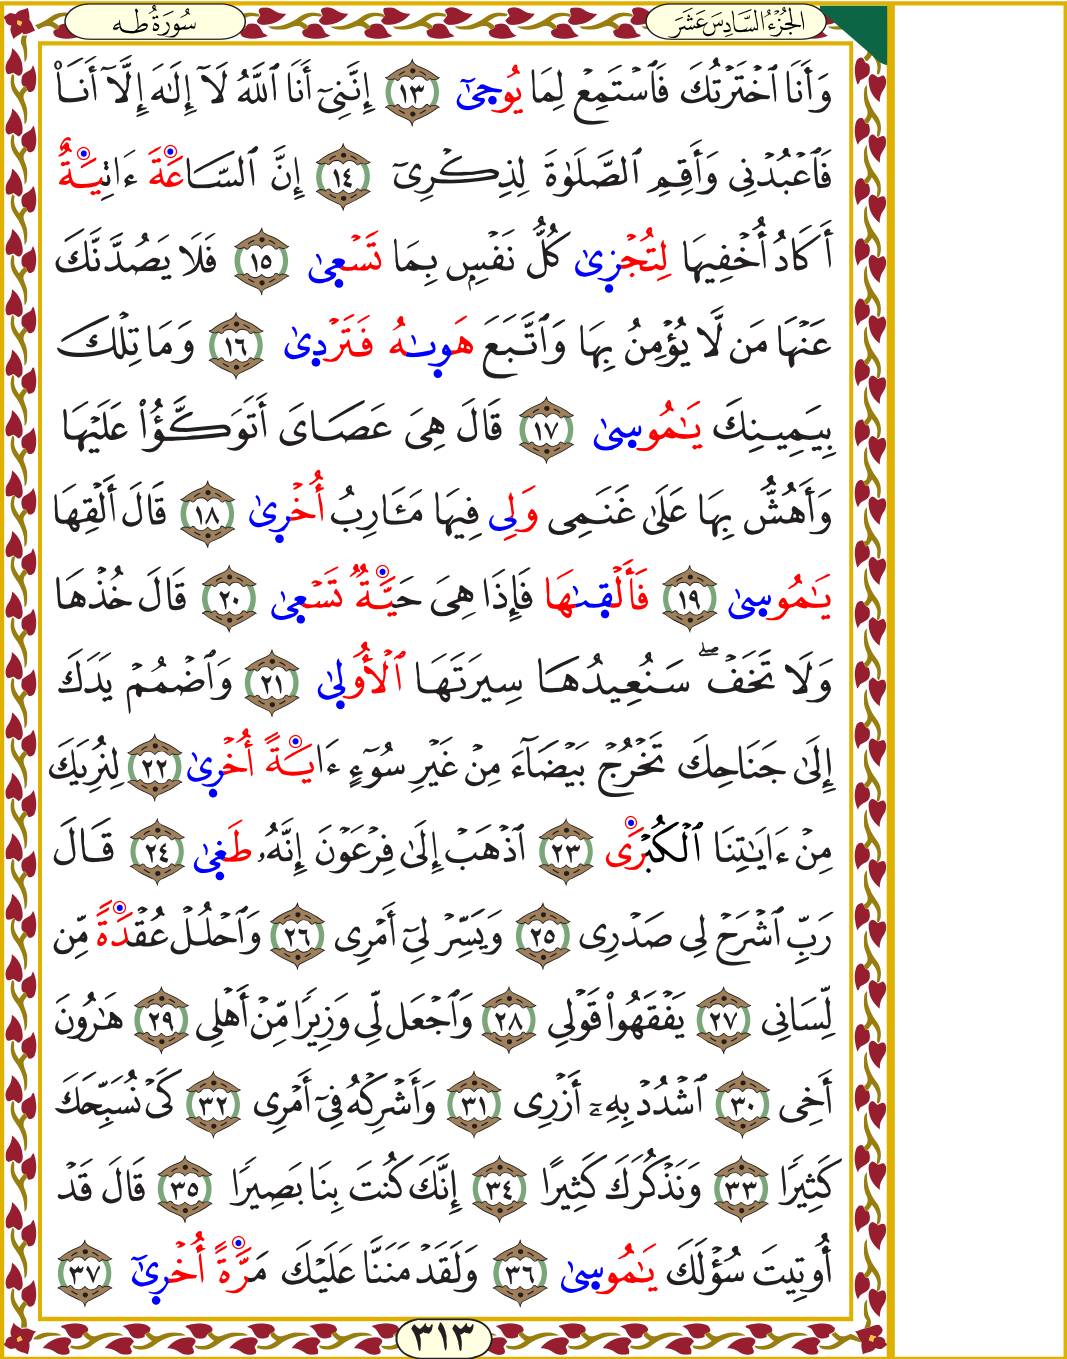 الجزء السادس عشر
سورة طه
وَأَنَا ٱخْتَرْتُكَ فَٱسْتَمِعْ لِمَا يُوحَىٰٓ ١٣ إِنَّنِىٓ أَنَا ٱللَّهُ لَآ إِلَٰهَ إِلَّآ أَنَا۠
فَٱعْبُدْنِى وَأَقِمِ ٱلصَّلَوٰةَ لِذِكْرِىٓ ١٤ إِنَّ ٱلسَّاعَةَ ءَاتِيَةٌ
أَكَادُ أُخْفِيهَا لِتُجْزَىٰ كُلُّ نَفْسٍۭ بِمَا تَسْعَىٰ ١٥ فَلَا يَصُدَّنَّكَ
عَنْهَا مَن لَّا يُؤْمِنُ بِهَا وَٱتَّبَعَ هَوَىٰهُ فَتَرْدَىٰ ١٦ وَمَا تِلْكَ
بِيَمِينِكَ يَٰمُوسَىٰ ١٧ قَالَ هِىَ عَصَاىَ أَتَوَكَّؤُا۟ عَلَيْهَا
وَأَهُشُّ بِهَا عَلَىٰ غَنَمِى وَلِى فِيهَا مَـَٔارِبُ أُخْرَىٰ ١٨ قَالَ أَلْقِهَا
يَٰمُوسَىٰ ١٩ فَأَلْقَىٰهَا فَإِذَا هِىَ حَيَّةٌ تَسْعَىٰ ٢٠ قَالَ خُذْهَا
وَلَا تَخَفْ ۖ سَنُعِيدُهَا سِيرَتَهَا ٱلْأُولَىٰ ٢١ وَٱضْمُمْ يَدَكَ
إِلَىٰ جَنَاحِكَ تَخْرُجْ بَيْضَآءَ مِنْ غَيْرِ سُوٓءٍ ءَايَةً أُخْرَىٰ ٢٢ لِنُرِيَكَ
مِنْ ءَايَٰتِنَا ٱلْكُبْرَى ٢٣ ٱذْهَبْ إِلَىٰ فِرْعَوْنَ إِنَّهُۥ طَغَىٰ ٢٤ قَالَ
رَبِّ ٱشْرَحْ لِى صَدْرِى ٢٥ وَيَسِّرْ لِىٓ أَمْرِى ٢٦ وَٱحْلُلْ عُقْدَةً مِّن
لِّسَانِى ٢٧ يَفْقَهُوا۟ قَوْلِى ٢٨ وَٱجْعَل لِّى وَزِيرًا مِّنْ أَهْلِى ٢٩ هَٰرُونَ
أَخِى ٣٠ ٱشْدُدْ بِهِۦٓ أَزْرِى ٣١ وَأَشْرِكْهُ فِىٓ أَمْرِى ٣٢ كَىْ نُسَبِّحَكَ
كَثِيرًا ٣٣ وَنَذْكُرَكَ كَثِيرًا ٣٤ إِنَّكَ كُنتَ بِنَا بَصِيرًا ٣٥ قَالَ قَدْ
أُوتِيتَ سُؤْلَكَ يَٰمُوسَىٰ ٣٦ وَلَقَدْ مَنَنَّا عَلَيْكَ مَرَّةً أُخْرَىٰٓ ٣٧
٣١٣